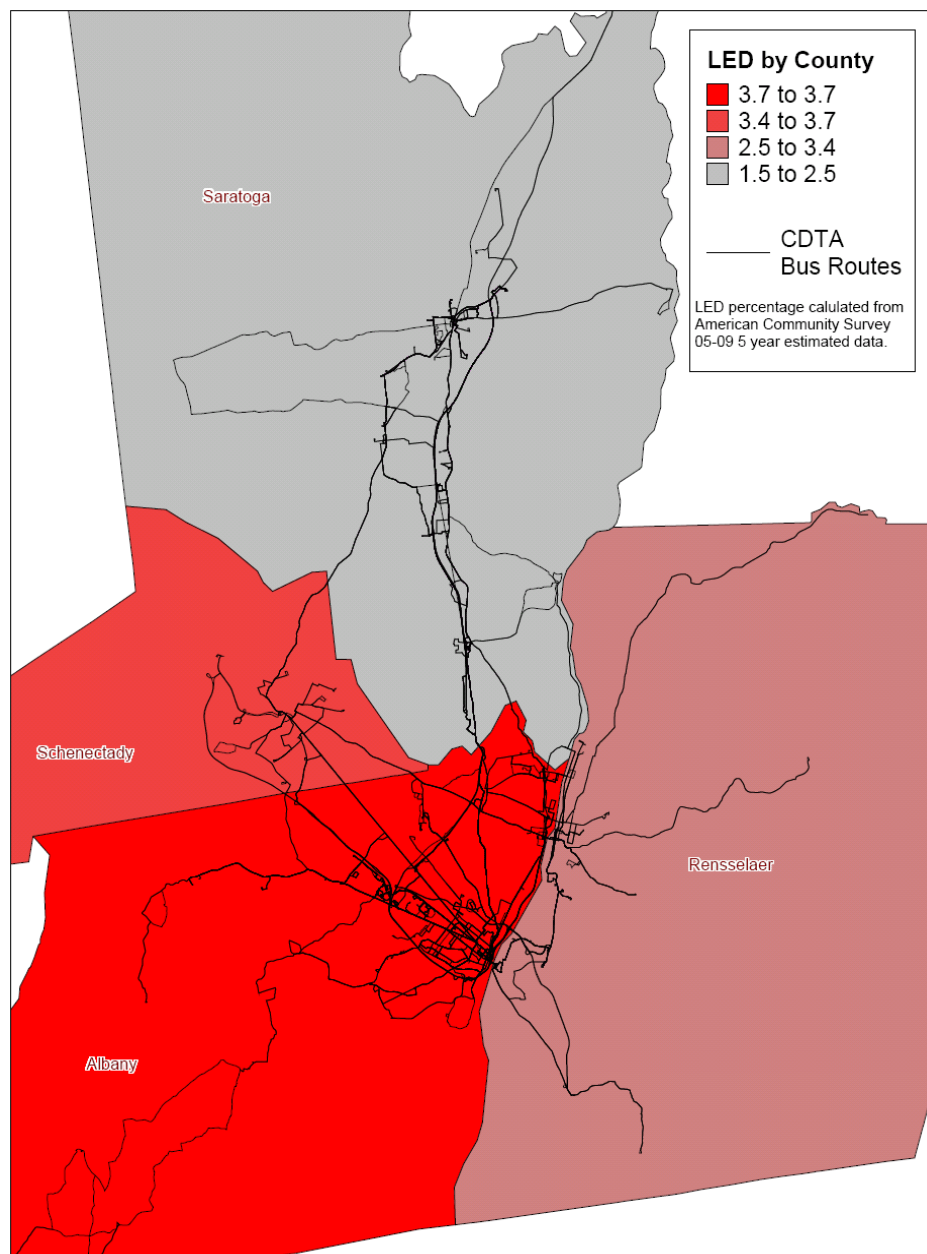 LED by County
3.7 to 3.7
3.4 to 3.7
2.5 to 3.4
1.5 to 2.5
CDTA
Bus Routes
LED percentage calulated from
American Community Survey
05-09 5 year estimated data.
Saratoga
Schenectady
Rensselaer
Albany